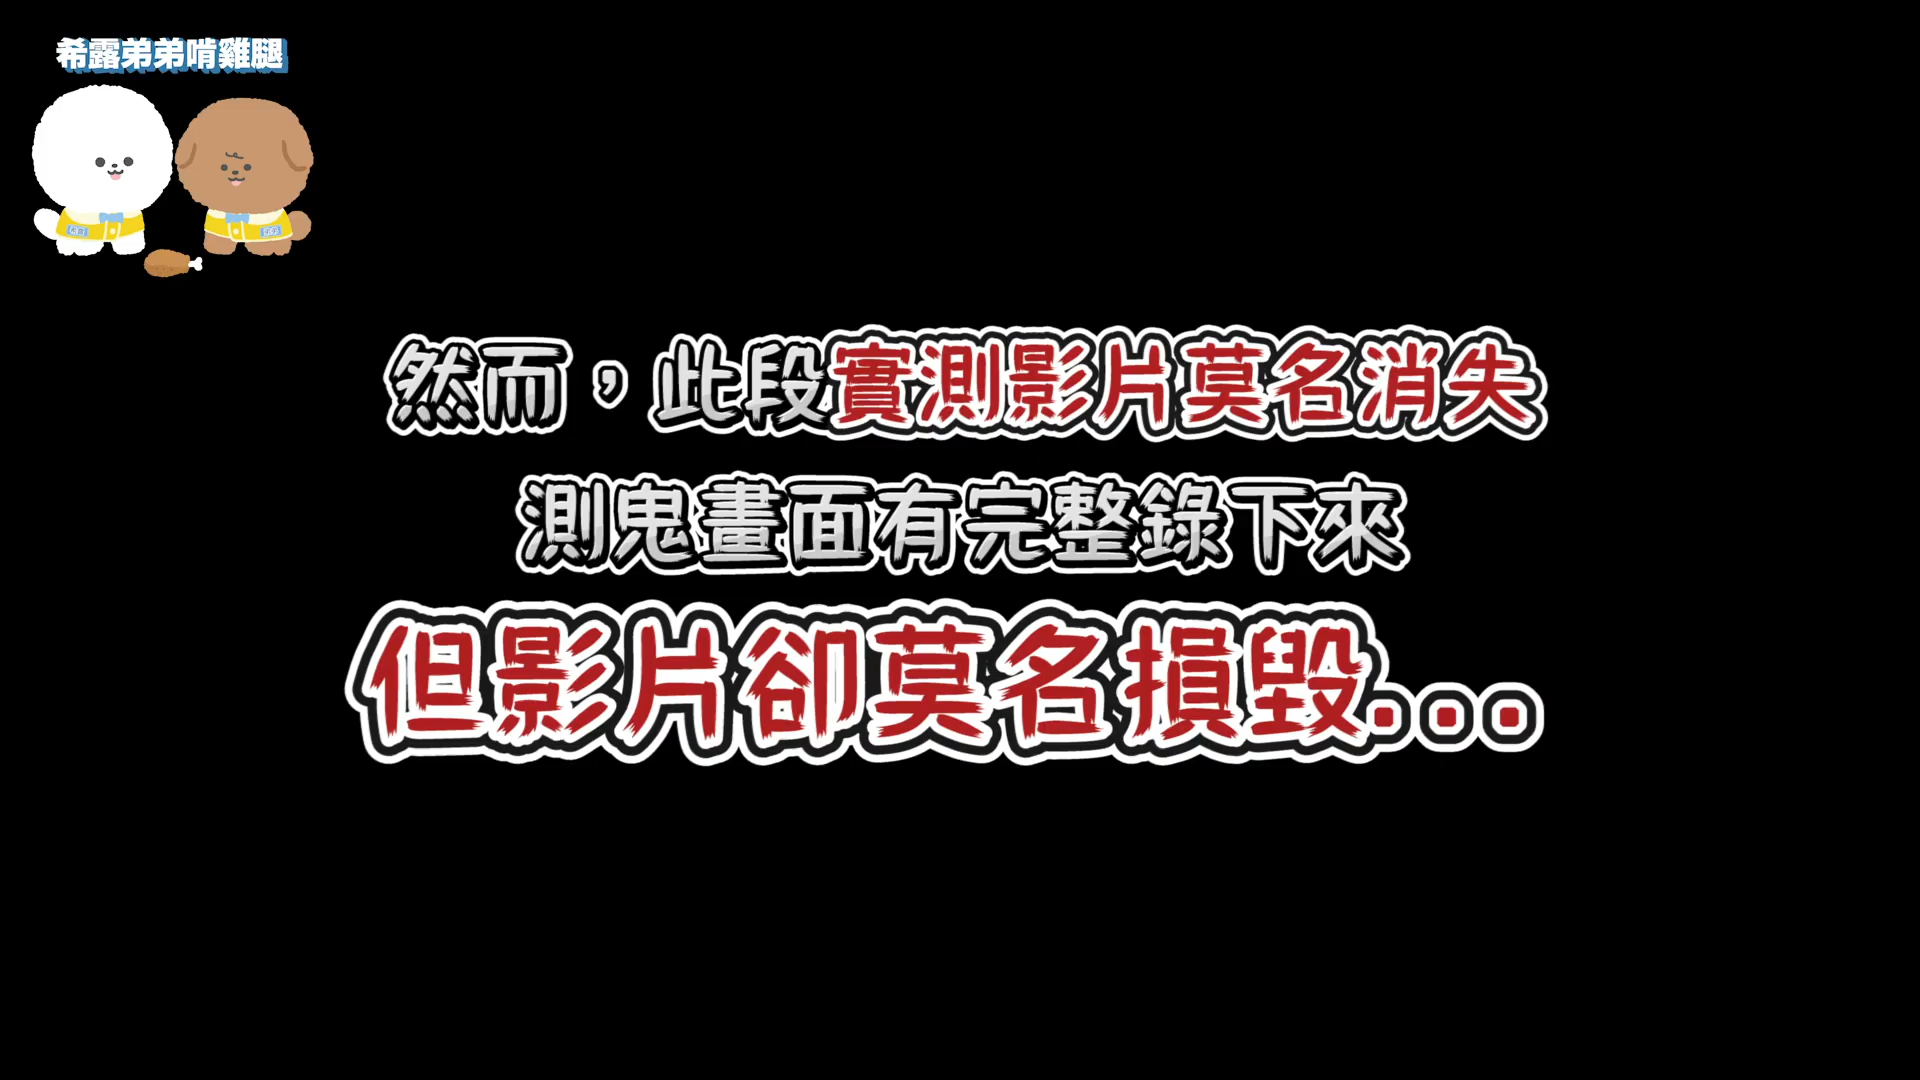 希露弟弟啃雞腿
然而，此段實測影片莫名消失
測鬼畫面有完整錄下來
但影片卻莫名損毀...